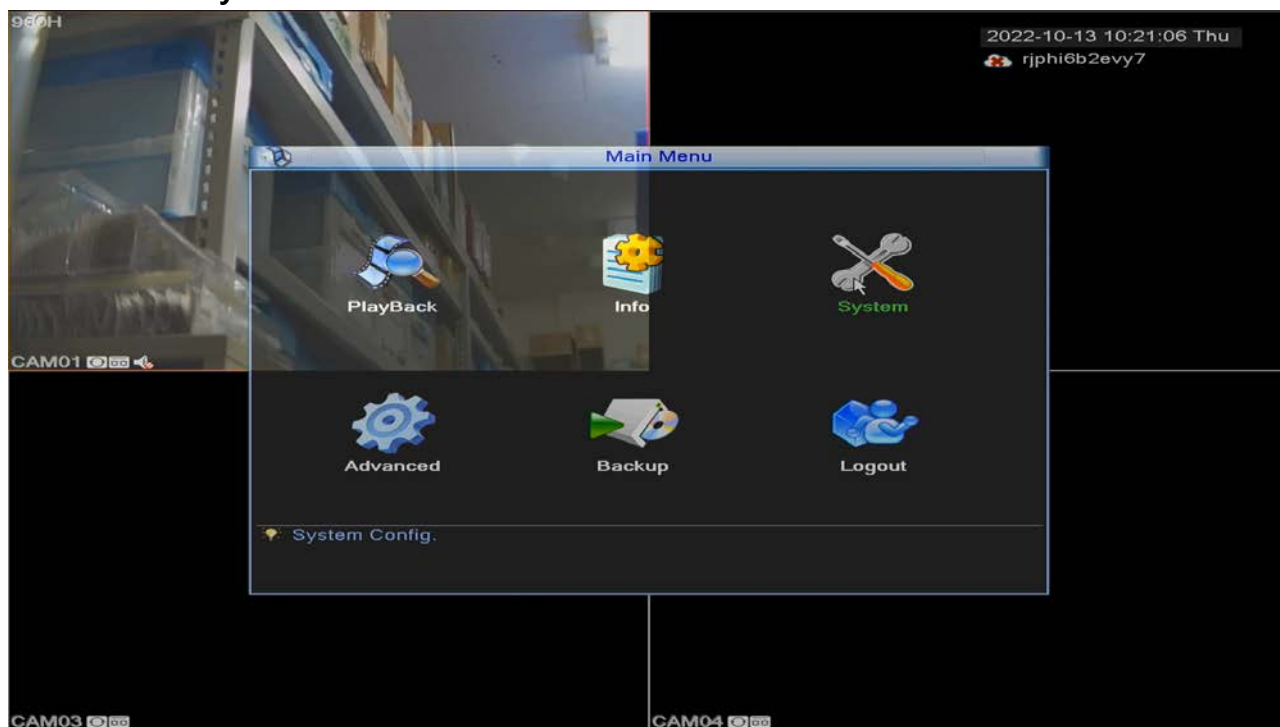 960H
2022-10-13 10:21:06 Thu
rjphi6b2evy7
Main Menu
PlayBack
Info
System
CAM01
Advanced
Backup
Logout
System Config.
CAM03
CAM04